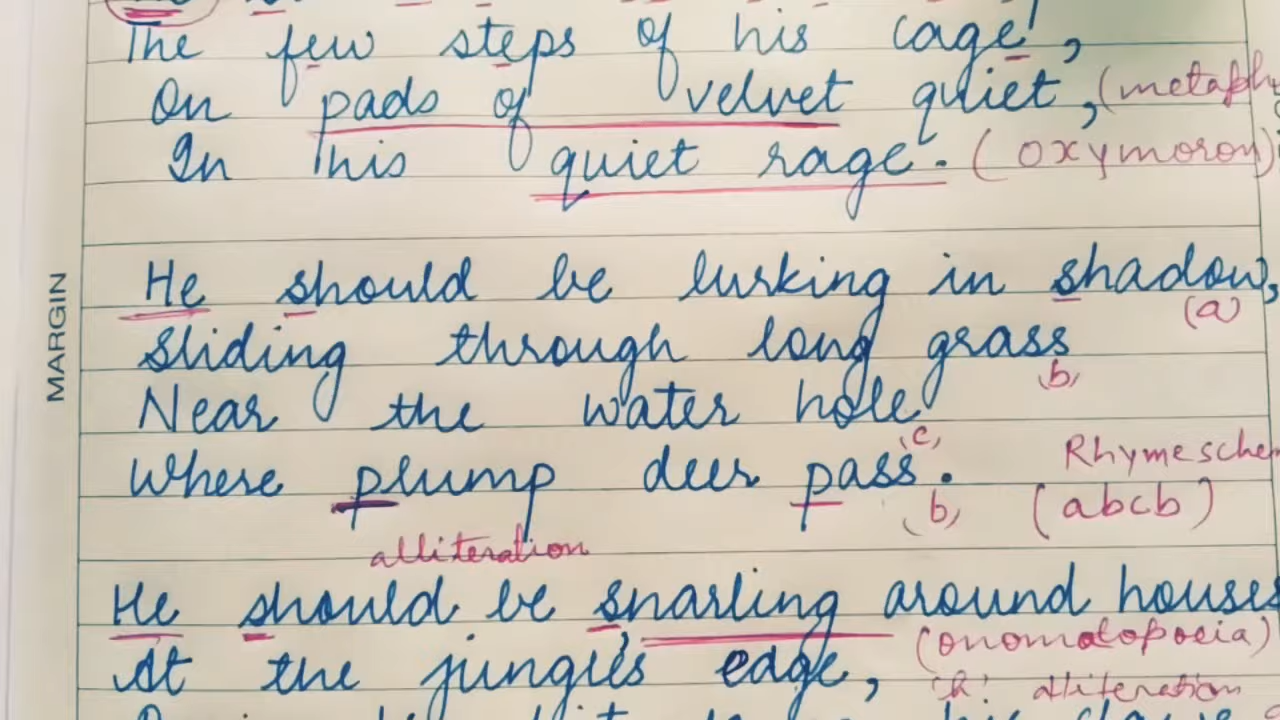 The few steps of his cage,
On pads of velvet quiet, (metaph
In his quiet rage. (oxymoron)
MARGIN
He should be lurking in shadow,
(a)
Sliding through long grass
(b)
Near the water hole
(c)
Where plump deer pass.
(b)
Rhyme schem
(abcb)
alliteration
He should be snarling around houses
(onomatopoeia)
At the jungle's edge,
'h' alliteration